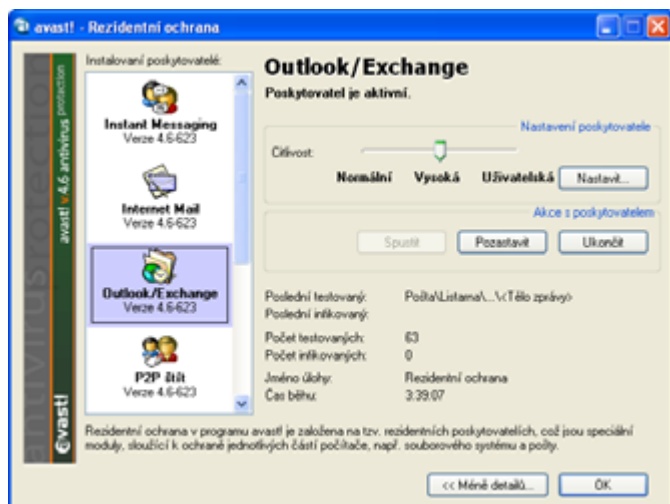 avast! - Rezidentní ochrana
Instalovaní poskytovatelé:
Instant Messaging
Verze 4.6-623
Internet Mail
Verze 4.6-623
Outlook/Exchange
Verze 4.6-623
P2P štít
Verze 4.6-623
antivirus protection
avast! v 4.6 antivirus protection
avast!
Outlook/Exchange
Poskytovatel je aktivní.
Nastavení poskytovatele
Citlivost:
Normální Vysoká Uživatelská Nastavit...
Akce s poskytovatelem
Spustit Pozastavit Ukončit
Poslední testovaný: Pošta\Listarna\...\<Tělo zprávy>
Poslední infikovaný:
Počet testovaných: 63
Počet infikovaných: 0
Jméno úlohy: Rezidentní ochrana
Čas běhu: 3:39:07
Rezidentní ochrana v programu avast! je založena na tzv. rezidentních poskytovatelích, což jsou speciální
moduly, sloužící k ochraně jednotlivých částí počítače, např. souborového systému a pošty.
<< Méně detailů... OK